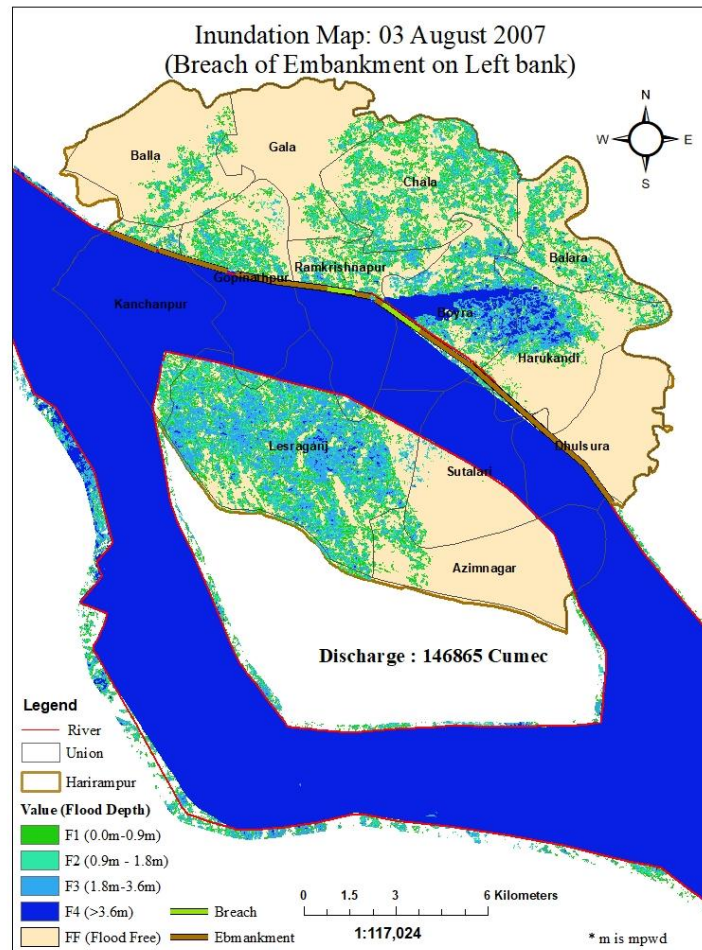 Inundation Map: 03 August 2007
(Breach of Embankment on Left bank)
N
W E
S
Balla
Gala
Chala
Balara
Gopinathpur
Ramkrishnapur
Kanchanpur
Boyra
Harukandi
Lesraganj
Sutalari
Dhulsura
Azimnagar
Discharge : 146865 Cumec
Legend
River
Union
Harirampur
Value (Flood Depth)
F1 (0.0m-0.9m)
F2 (0.9m - 1.8m)
F3 (1.8m-3.6m)
F4 (>3.6m)
FF (Flood Free)
Breach
Ebmankment
0 1.5 3 6 Kilometers
1:117,024
* m is mpwd